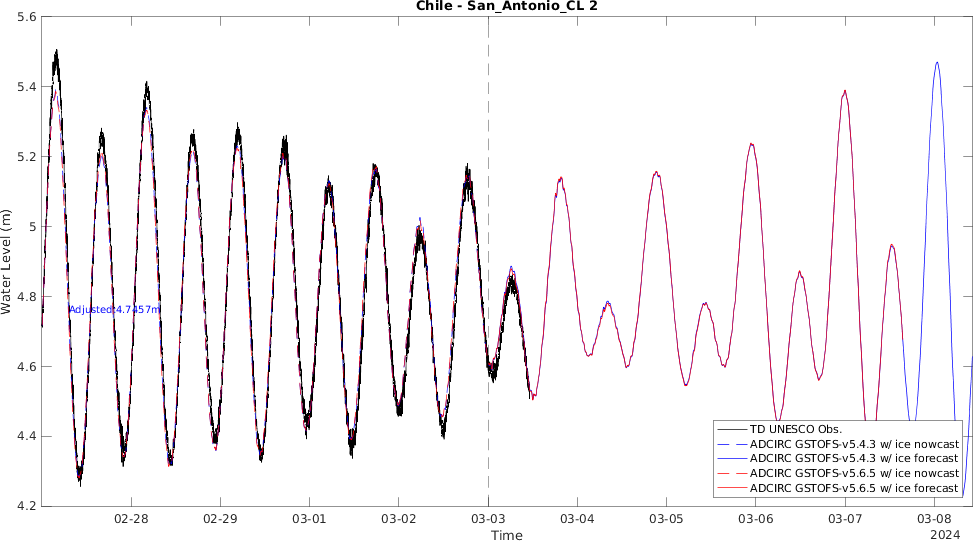 Chile - San_Antonio_CL 2
5.6
5.4
5.2
5
4.8
4.6
4.4
4.2
Water Level (m)
Adjusted:4.7457m
TD UNESCO Obs.
ADCIRC GSTOFS-v5.4.3 w/ ice nowcast
ADCIRC GSTOFS-v5.4.3 w/ ice forecast
ADCIRC GSTOFS-v5.6.5 w/ ice nowcast
ADCIRC GSTOFS-v5.6.5 w/ ice forecast
02-28 02-29 03-01 03-02 03-03 03-04 03-05 03-06 03-07 03-08
Time
2024